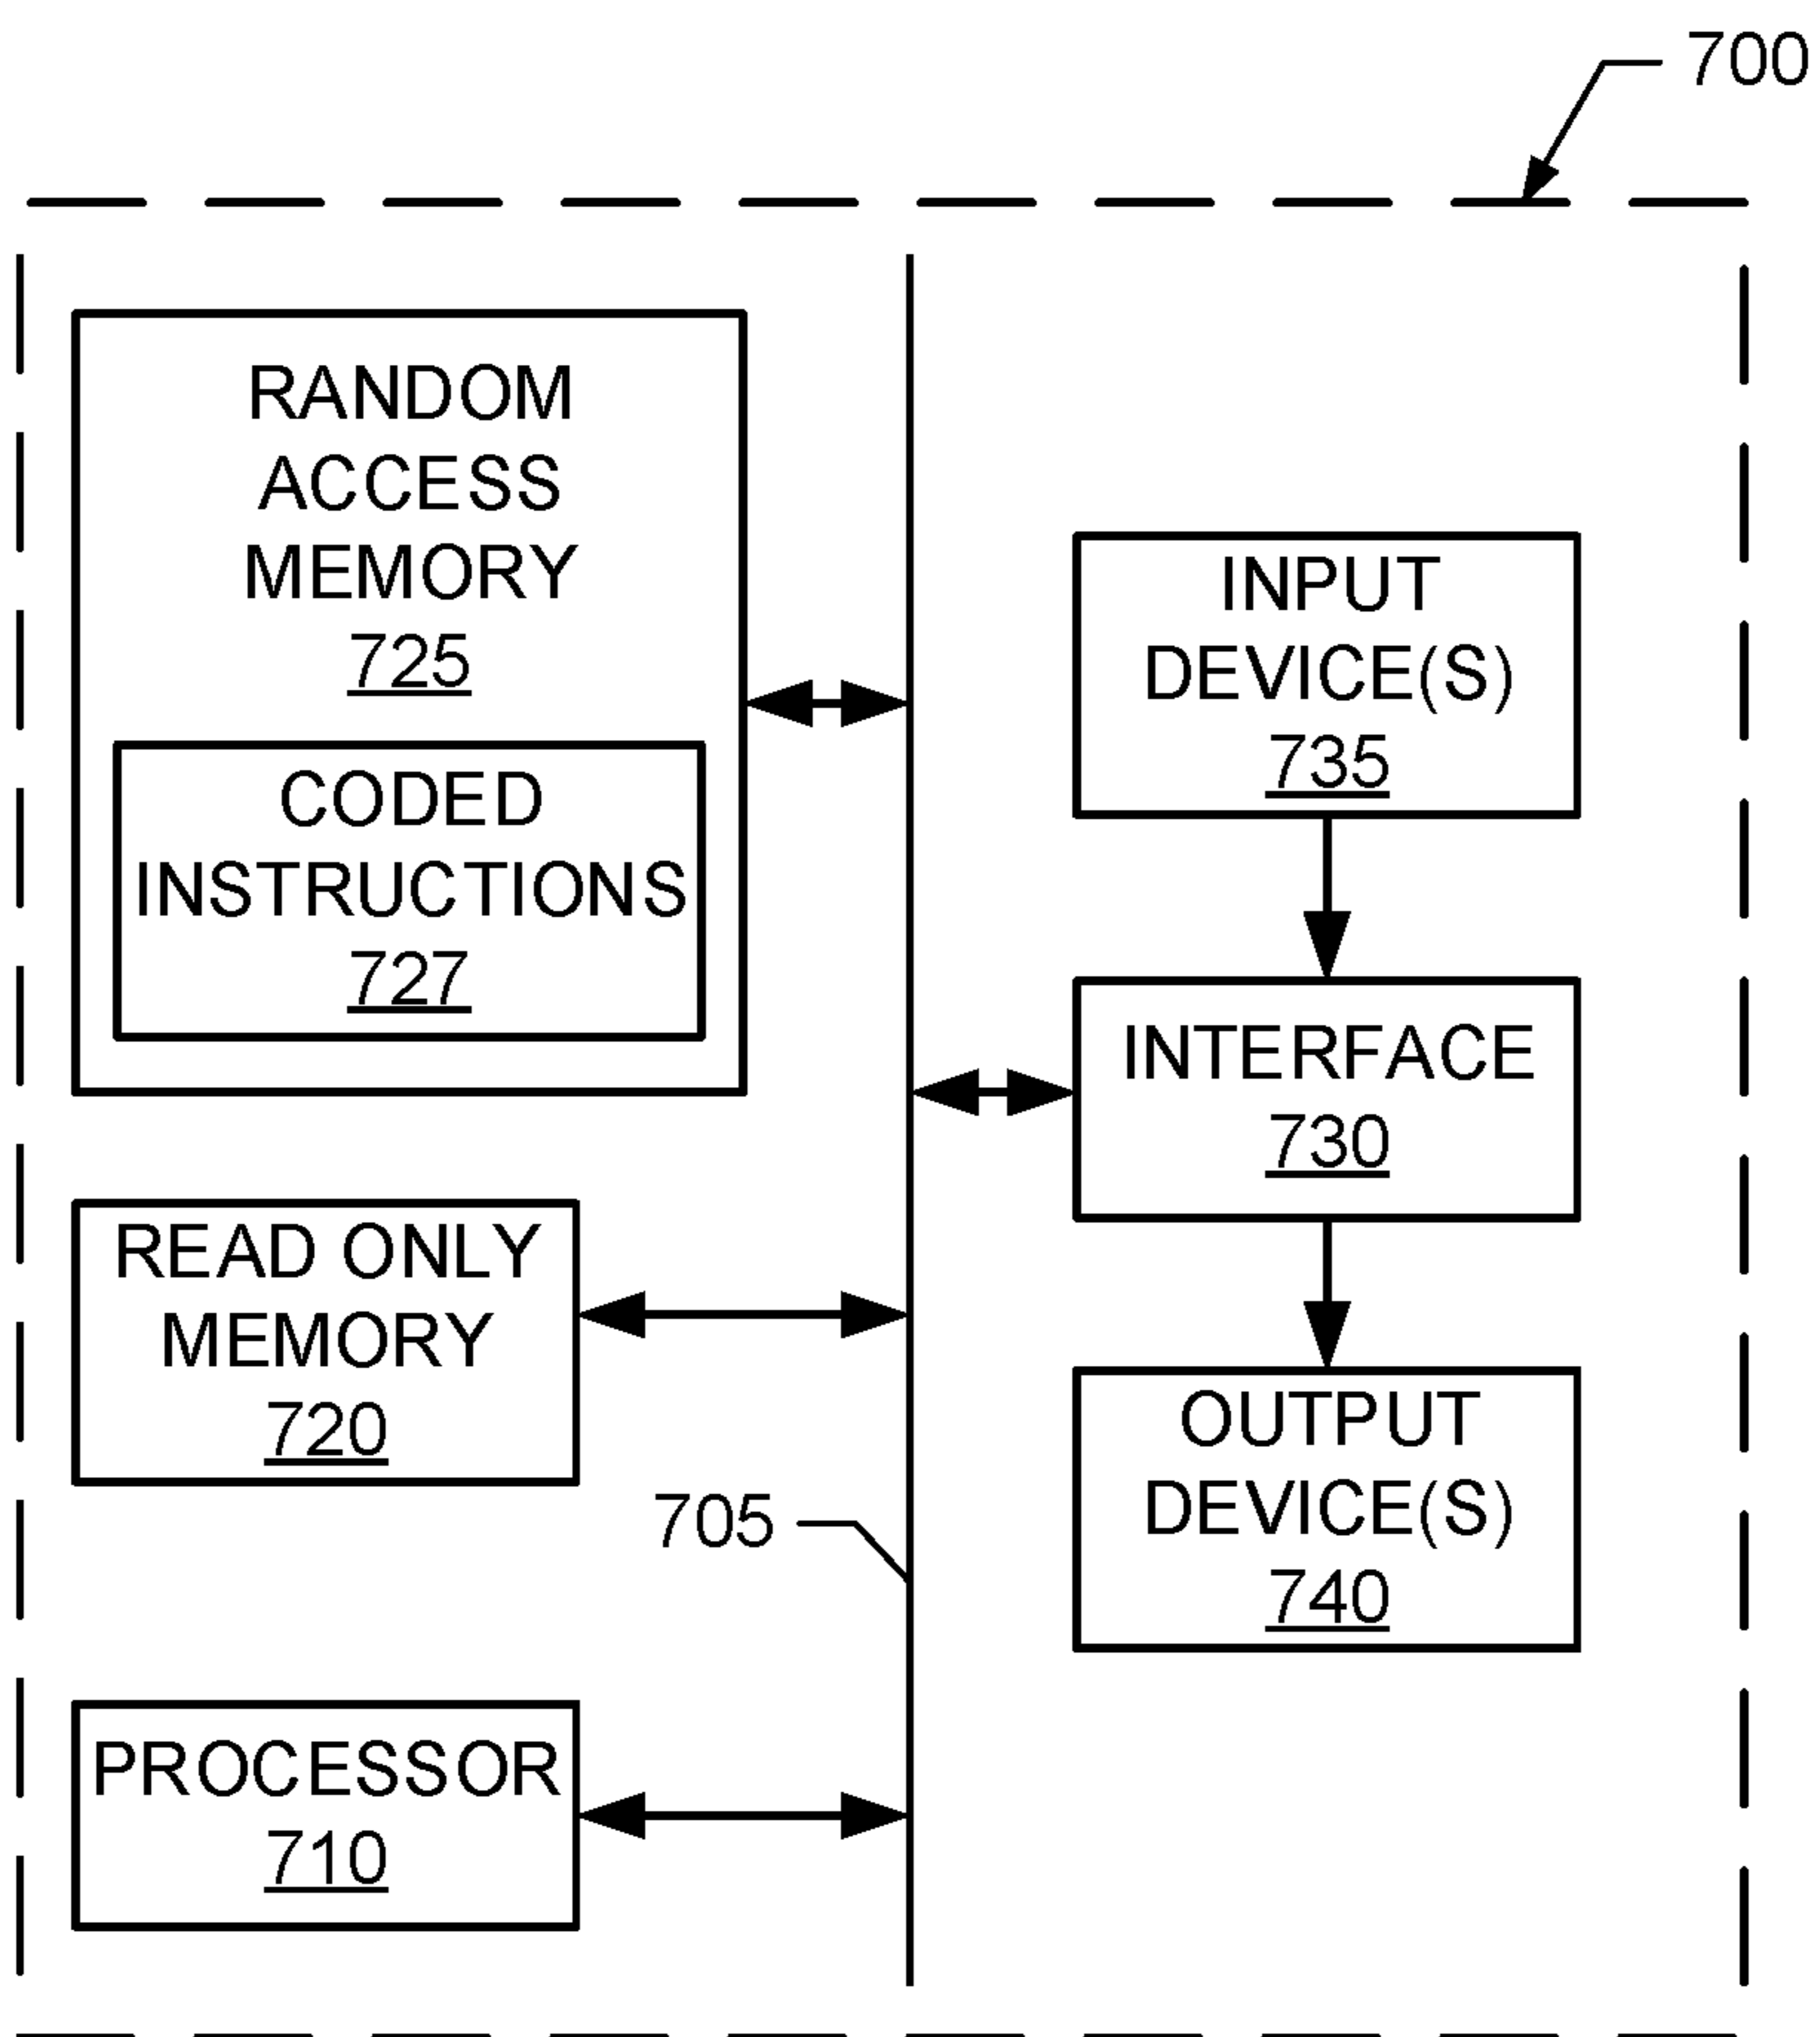 700
RANDOM
ACCESS
MEMORY
725
CODED
INSTRUCTIONS
727
READ ONLY
MEMORY
720
705
PROCESSOR
710
INPUT
DEVICE(S)
735
INTERFACE
730
OUTPUT
DEVICE(S)
740